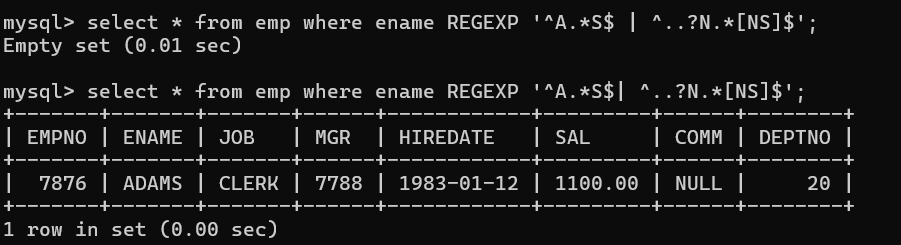 mysql> select * from emp where ename REGEXP '^A.*S$ | ^..?N.*[NS]$';
Empty set (0.01 sec)
mysql> select * from emp where ename REGEXP '^A.*S$| ^..?N.*[NS]$';
+-------+-------+-------+------+------------+---------+------+--------+
| EMPNO | ENAME | JOB   | MGR  | HIREDATE   | SAL     | COMM | DEPTNO |
+-------+-------+-------+------+------------+---------+------+--------+
|  7876 | ADAMS | CLERK | 7788 | 1983-01-12 | 1100.00 | NULL |     20 |
+-------+-------+-------+------+------------+---------+------+--------+
1 row in set (0.00 sec)